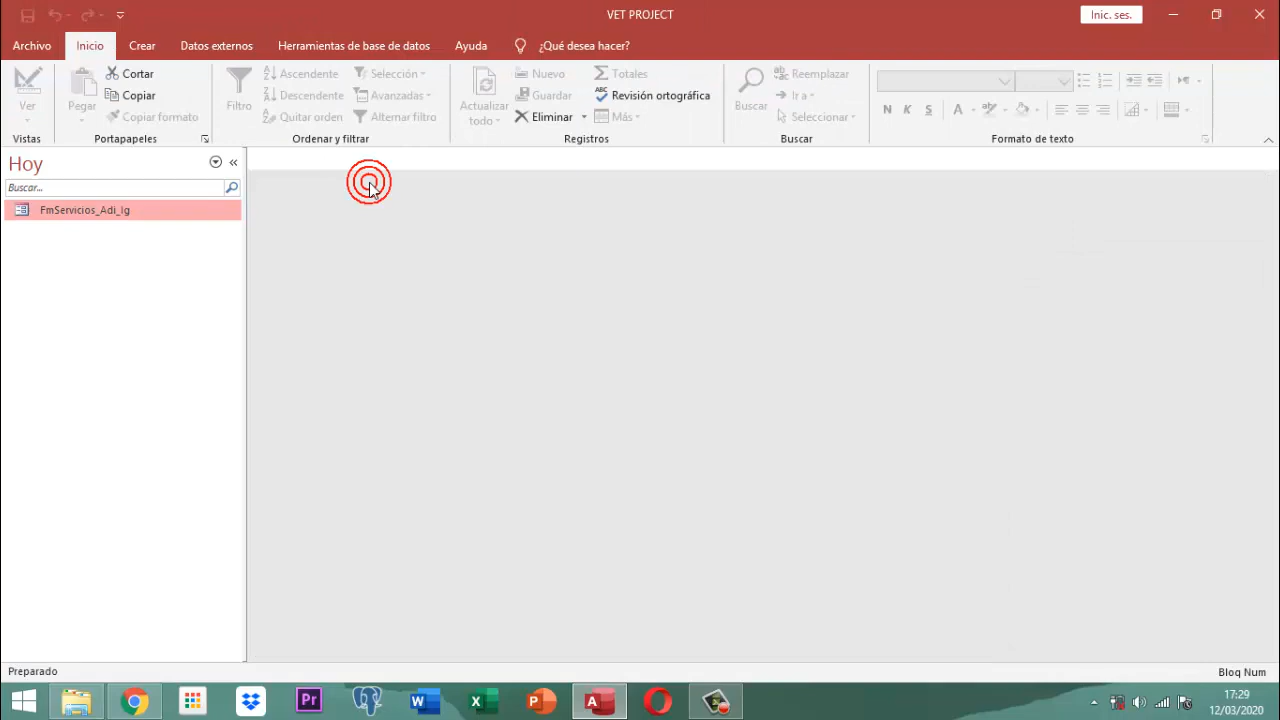 VET PROJECT
Inic. ses.
Archivo Inicio Crear Datos externos Herramientas de base de datos Ayuda ¿Qué desea hacer?
Ver
Vistas
Pegar
Cortar
Copiar
Copiar formato
Portapapeles
Filtro
Ascendente
Descendente
Quitar orden
Selección
Avanzadas
Alternar filtro
Ordenar y filtrar
Actualizar
todo
Nuevo
Guardar
Eliminar
Totales
Revisión ortográfica
Más
Registros
Buscar
Reemplazar
Ir a
Seleccionar
Buscar
N K S A
Formato de texto
Hoy
Buscar...
FmServicios_Adi_Ig
Preparado
Bloq Num
17:29
12/03/2020